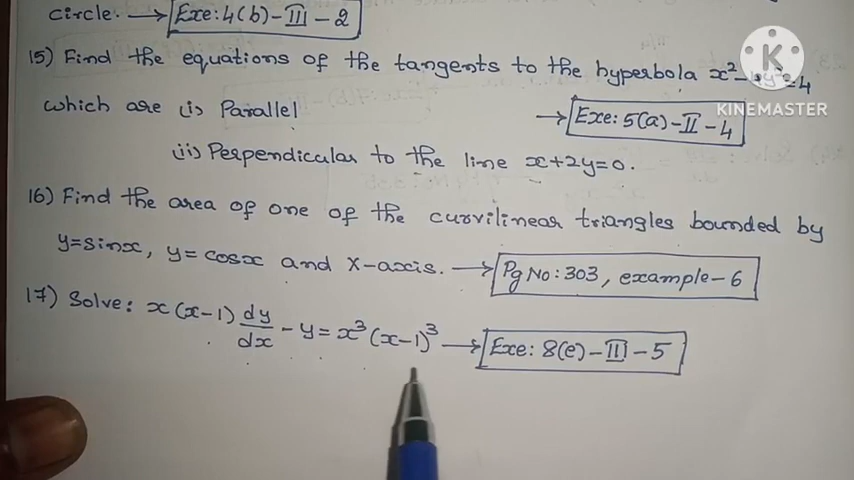 circle. → Exe: 4(b)-III-2
15) Find the equations of the tangents to the hyperbola x² - y² = 4
KINEMASTER
which are (i) Parallel → Exe: 5(a)-II-4
(ii) Perpendicular to the line x+2y=0.
16) Find the area of one of the curvilinear triangles bounded by
y=sinx, y=cosx and X-axis. → Pg No: 303, example-6
17) Solve: x(x-1) dy/dx - y = x³(x-1)³ → Exe: 8(e)-III-5